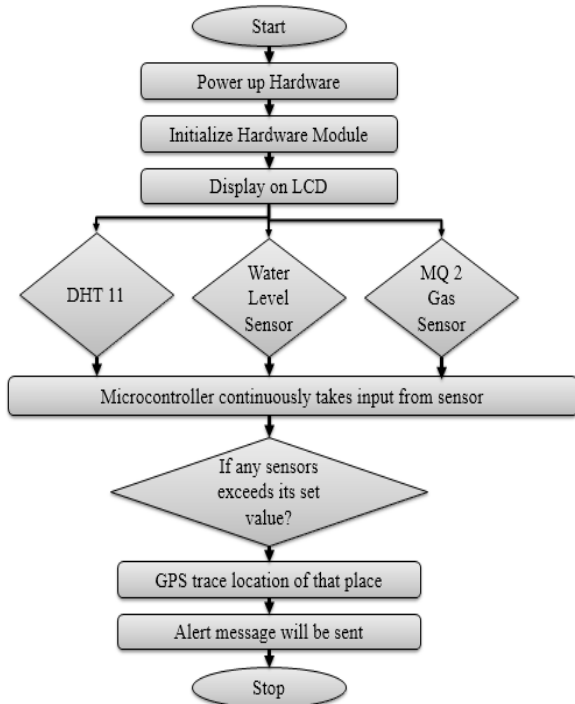 Start
Power up Hardware
Initialize Hardware Module
Display on LCD
DHT 11
Water
Level
Sensor
MQ 2
Gas
Sensor
Microcontroller continuously takes input from sensor
If any sensors
exceeds its set
value?
GPS trace location of that place
Alert message will be sent
Stop